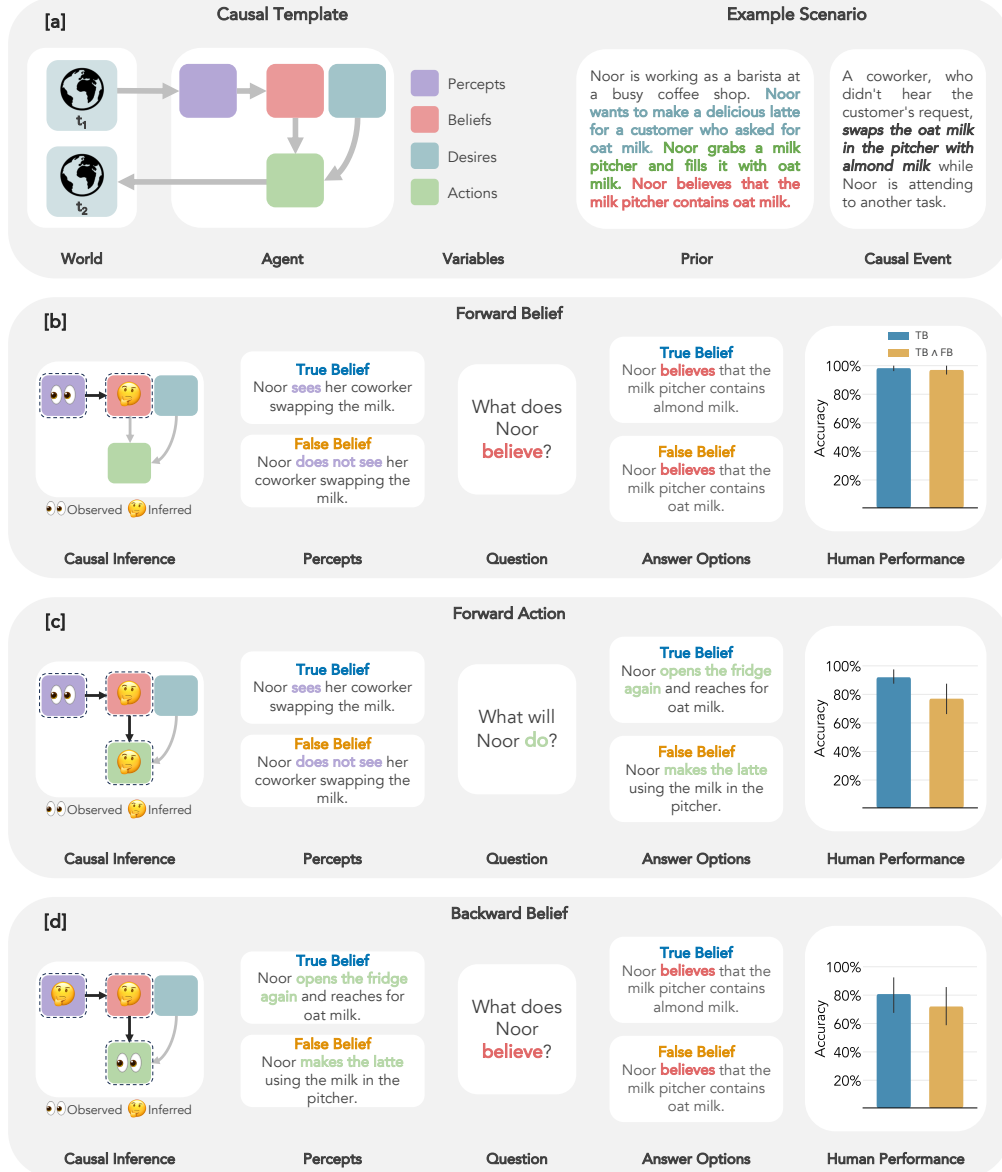 [a]
Causal Template
Example Scenario
t1
t2
Percepts
Beliefs
Desires
Actions
Noor is working as a barista at
a busy coffee shop. Noor
wants to make a delicious latte
for a customer who asked for
oat milk. Noor grabs a milk
pitcher and fills it with oat
milk. Noor believes that the
milk pitcher contains oat milk.
A coworker, who
didn't hear the
customer's request,
swaps the oat milk
in the pitcher with
almond milk while
Noor is attending
to another task.
World
Agent
Variables
Prior
Causal Event
[b]
Forward Belief
Observed
Inferred
True Belief
Noor sees her coworker
swapping the milk.
False Belief
Noor does not see her
coworker swapping the
milk.
What does
Noor
believe?
True Belief
Noor believes that the
milk pitcher contains
almond milk.
False Belief
Noor believes that the
milk pitcher contains
oat milk.
TB
TB ∧ FB
Accuracy
100%
80%
60%
40%
20%
Causal Inference
Percepts
Question
Answer Options
Human Performance
[c]
Forward Action
Observed
Inferred
True Belief
Noor sees her coworker
swapping the milk.
False Belief
Noor does not see her
coworker swapping the
milk.
What will
Noor do?
True Belief
Noor opens the fridge
again and reaches for
oat milk.
False Belief
Noor makes the latte
using the milk in the
pitcher.
Accuracy
100%
80%
60%
40%
20%
Causal Inference
Percepts
Question
Answer Options
Human Performance
[d]
Backward Belief
Observed
Inferred
True Belief
Noor opens the fridge
again and reaches for
oat milk.
False Belief
Noor makes the latte
using the milk in the
pitcher.
What does
Noor
believe?
True Belief
Noor believes that the
milk pitcher contains
almond milk.
False Belief
Noor believes that the
milk pitcher contains
oat milk.
Accuracy
100%
80%
60%
40%
20%
Causal Inference
Percepts
Question
Answer Options
Human Performance